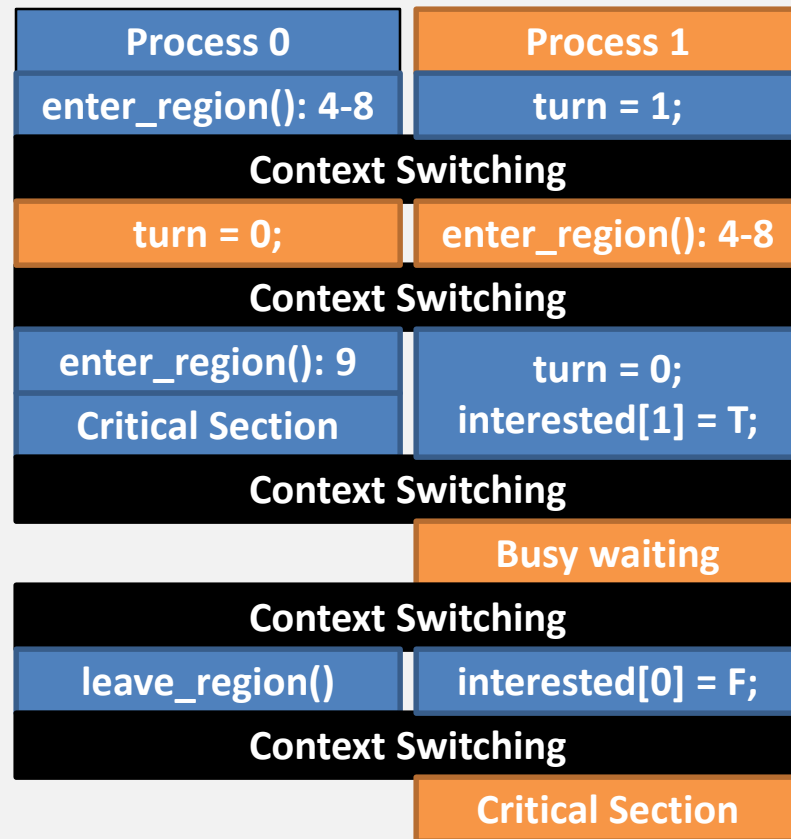 Process 0
Process 1
enter_region(): 4-8
turn = 1;
Context Switching
turn = 0;
enter_region(): 4-8
Context Switching
enter_region(): 9
Critical Section
turn = 0;
interested[1] = T;
Context Switching
Busy waiting
Context Switching
leave_region()
interested[0] = F;
Context Switching
Critical Section